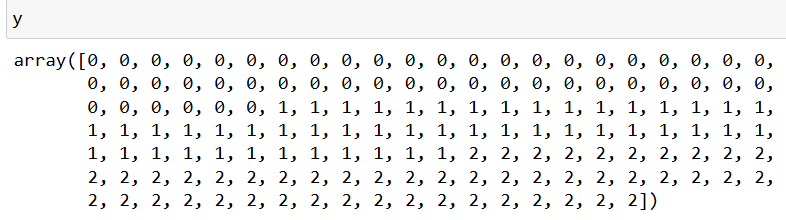 y
array([0, 0, 0, 0, 0, 0, 0, 0, 0, 0, 0, 0, 0, 0, 0, 0, 0, 0, 0, 0, 0, 0,
0, 0, 0, 0, 0, 0, 0, 0, 0, 0, 0, 0, 0, 0, 0, 0, 0, 0, 0, 0, 0, 0,
0, 0, 0, 0, 0, 0, 1, 1, 1, 1, 1, 1, 1, 1, 1, 1, 1, 1, 1, 1, 1, 1,
1, 1, 1, 1, 1, 1, 1, 1, 1, 1, 1, 1, 1, 1, 1, 1, 1, 1, 1, 1, 1, 1,
1, 1, 1, 1, 1, 1, 1, 1, 1, 1, 1, 1, 2, 2, 2, 2, 2, 2, 2, 2, 2, 2,
2, 2, 2, 2, 2, 2, 2, 2, 2, 2, 2, 2, 2, 2, 2, 2, 2, 2, 2, 2, 2, 2,
2, 2, 2, 2, 2, 2, 2, 2, 2, 2, 2, 2, 2, 2, 2, 2, 2, 2])